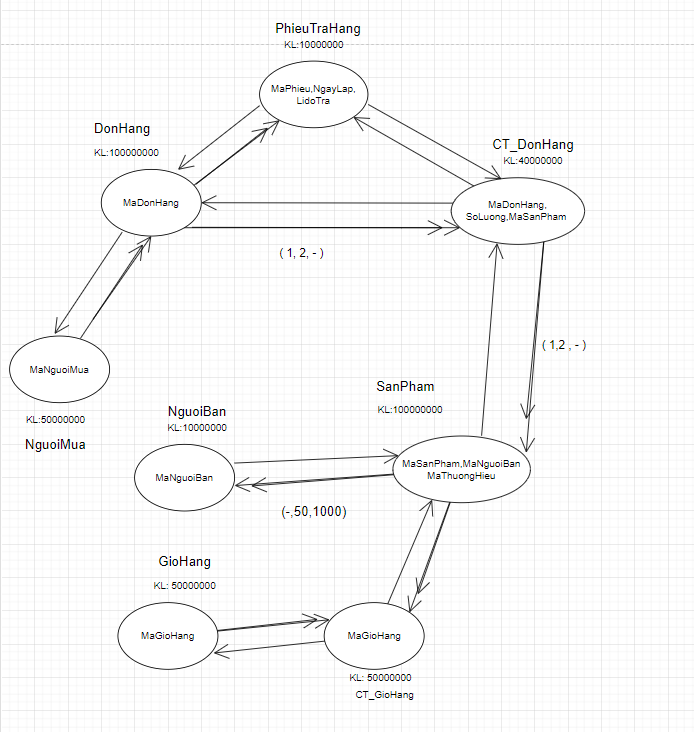 PhieuTraHang
KL:10000000
MaPhieu,NgayLap,
LidoTra
DonHang
KL:100000000
MaDonHang
CT_DonHang
KL:40000000
MaDonHang,
SoLuong,MaSanPham
( 1, 2, - )
( 1,2 , - )
MaNguoiMua
KL:50000000
NguoiMua
SanPham
KL:100000000
NguoiBan
KL:10000000
MaNguoiBan
MaSanPham,MaNguoiBan
MaThuongHieu
(-,50,1000)
GioHang
KL: 50000000
MaGioHang
MaGioHang
KL: 50000000
CT_GioHang